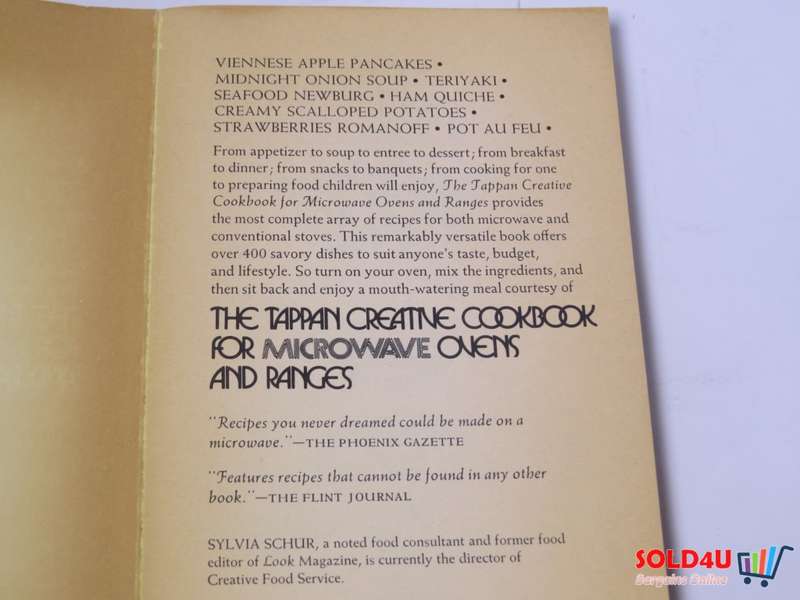 VIENNESE APPLE PANCAKES •
MIDNIGHT ONION SOUP • TERIYAKI •
SEAFOOD NEWBURG • HAM QUICHE •
CREAMY SCALLOPED POTATOES •
STRAWBERRIES ROMANOFF • POT AU FEU •
From appetizer to soup to entree to dessert; from breakfast
to dinner; from snacks to banquets; from cooking for one
to preparing food children will enjoy, The Tappan Creative
Cookbook for Microwave Ovens and Ranges provides
the most complete array of recipes for both microwave and
conventional stoves. This remarkably versatile book offers
over 400 savory dishes to suit anyone's taste, budget,
and lifestyle. So turn on your oven, mix the ingredients, and
then sit back and enjoy a mouth-watering meal courtesy of
THE TAPPAN CREATIVE COOKBOOK
FOR MICROWAVE OVENS
AND RANGES
"Recipes you never dreamed could be made on a
microwave."—THE PHOENIX GAZETTE
"Features recipes that cannot be found in any other
book."—THE FLINT JOURNAL
SYLVIA SCHUR, a noted food consultant and former food
editor of Look Magazine, is currently the director of
Creative Food Service.
SOLD4U
Bargains Online